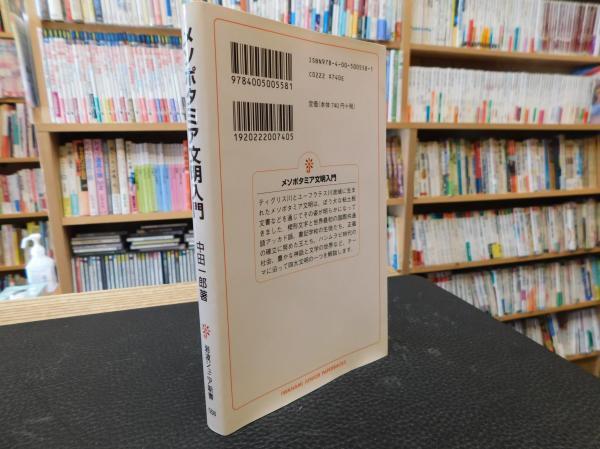 メソポタミア文明入門
中田一郎著
岩波ジュニア新書
ISBN978-4-00-500558-1
C0222 ¥740E
9784005005581
定価(本体 740円+税)
1920222007405
メソポタミア文明入門
ティグリス川とユーフラテス川流域に生ま
れたメソポタミア文明は、ぼう大な粘土板
文書などを通じてその姿が明らかになって
きました. 楔形文字と世界最初の国際共通
語アッカド語、書記学校の生徒たち、正義
の確立に努めた王たち、ハンムラビ時代の
社会、豊かな神話と文学の世界など、テー
マに沿って四大文明の一つを解説します。
IWANAMI JUNIOR PAPERBACKS